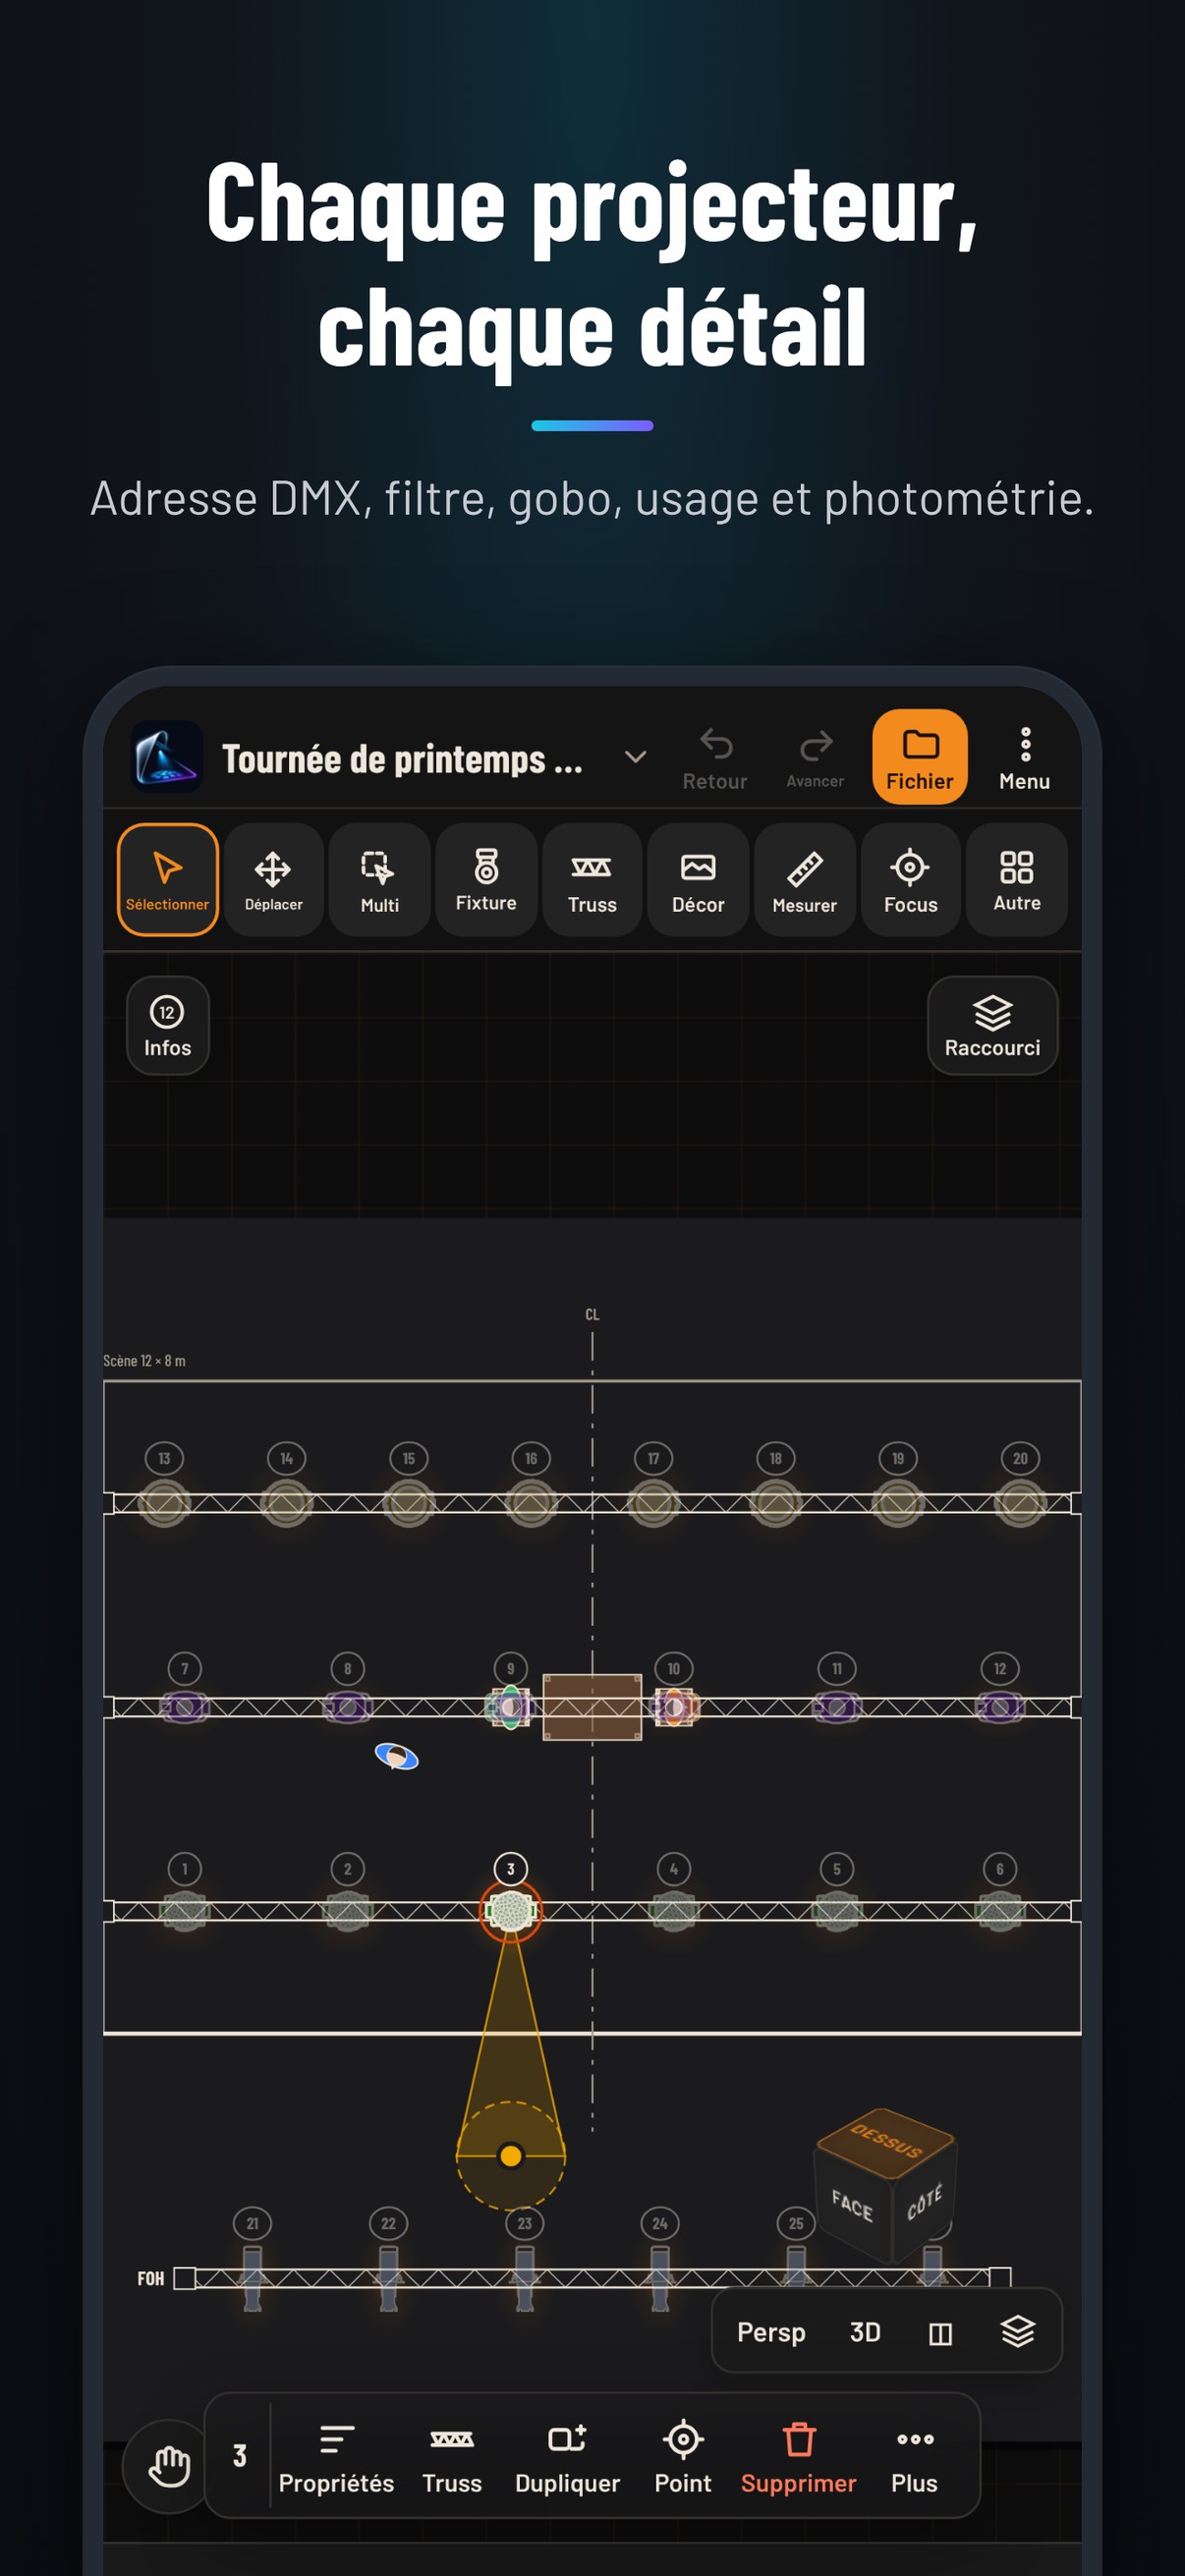 Chaque projecteur,
chaque détail
Adresse DMX, filtre, gobo, usage et photométrie.
Tournée de printemps ...
Retour
Avancer
Fichier
Menu
Sélectionner
Déplacer
Multi
Fixture
Truss
Décor
Mesurer
Focus
Autre
12
Infos
Raccourci
CL
Scène 12 × 8 m
13 14 15 16 17 18 19 20
7 8 9 10 11 12
1 2 3 4 5 6
DESSUS
FACE
CÔTÉ
21 22 23 24 25
FOH
Persp 3D
3
Propriétés
Truss
Dupliquer
Point
Supprimer
Plus